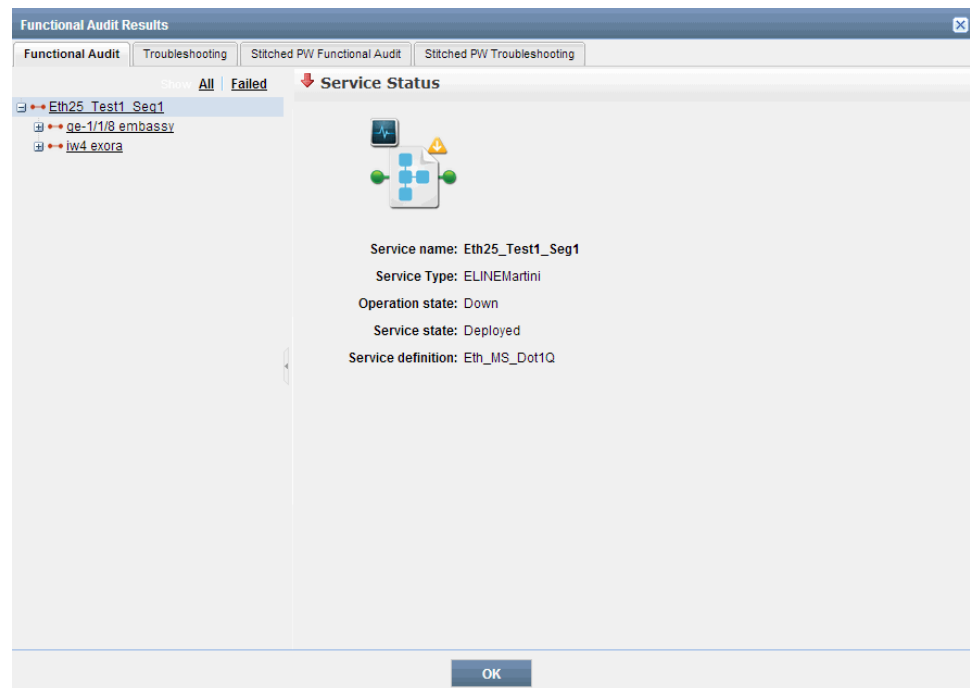 Functional Audit Results
Functional Audit Troubleshooting Stitched PW Functional Audit Stitched PW Troubleshooting
Show All Failed
Service Status
Eth25_Test1_Seg1
ge-1/1/8 embassy
iw4 exora
Service name: Eth25_Test1_Seg1
Service Type: ELINEMartini
Operation state: Down
Service state: Deployed
Service definition: Eth_MS_Dot1Q
OK